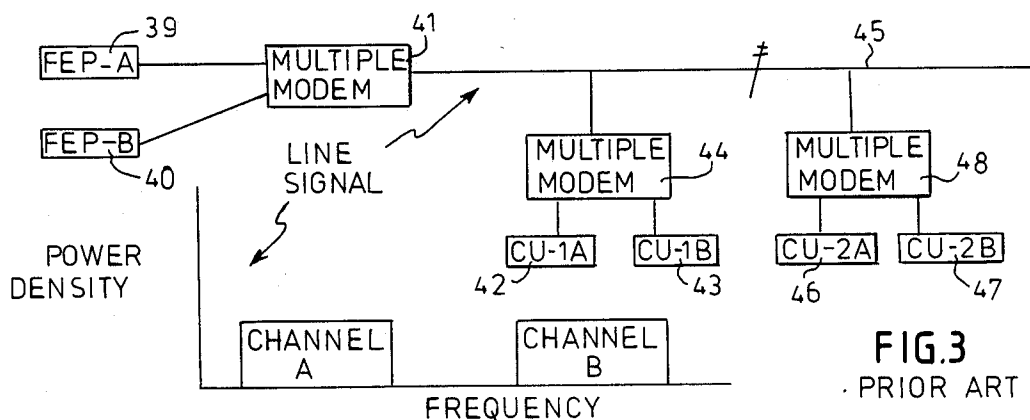 39
FEP-A
FEP-B
40
MULTIPLE
MODEM
41
LINE
SIGNAL
45
MULTIPLE
MODEM
44
CU-1A
42
CU-1B
43
MULTIPLE
MODEM
48
CU-2A
46
CU-2B
47
POWER
DENSITY
CHANNEL
A
CHANNEL
B
FREQUENCY
FIG.3
PRIOR ART